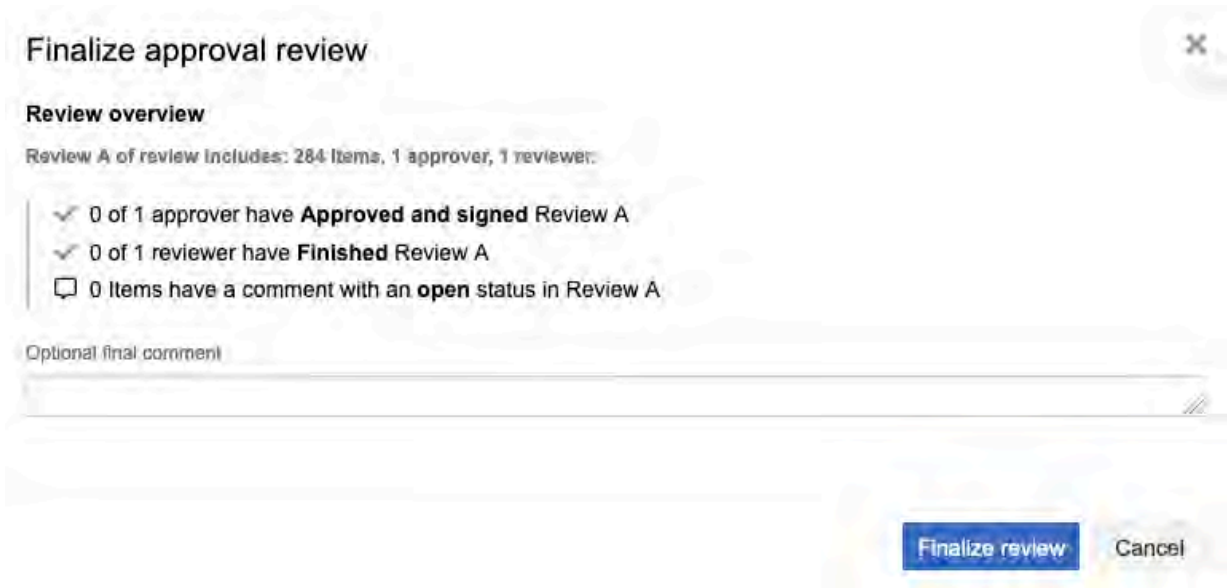 Finalize approval review
Review overview
Review A of review includes: 284 Items, 1 approver, 1 reviewer.
0 of 1 approver have Approved and signed Review A
0 of 1 reviewer have Finished Review A
0 Items have a comment with an open status in Review A
Optional final comment
Finalize review Cancel